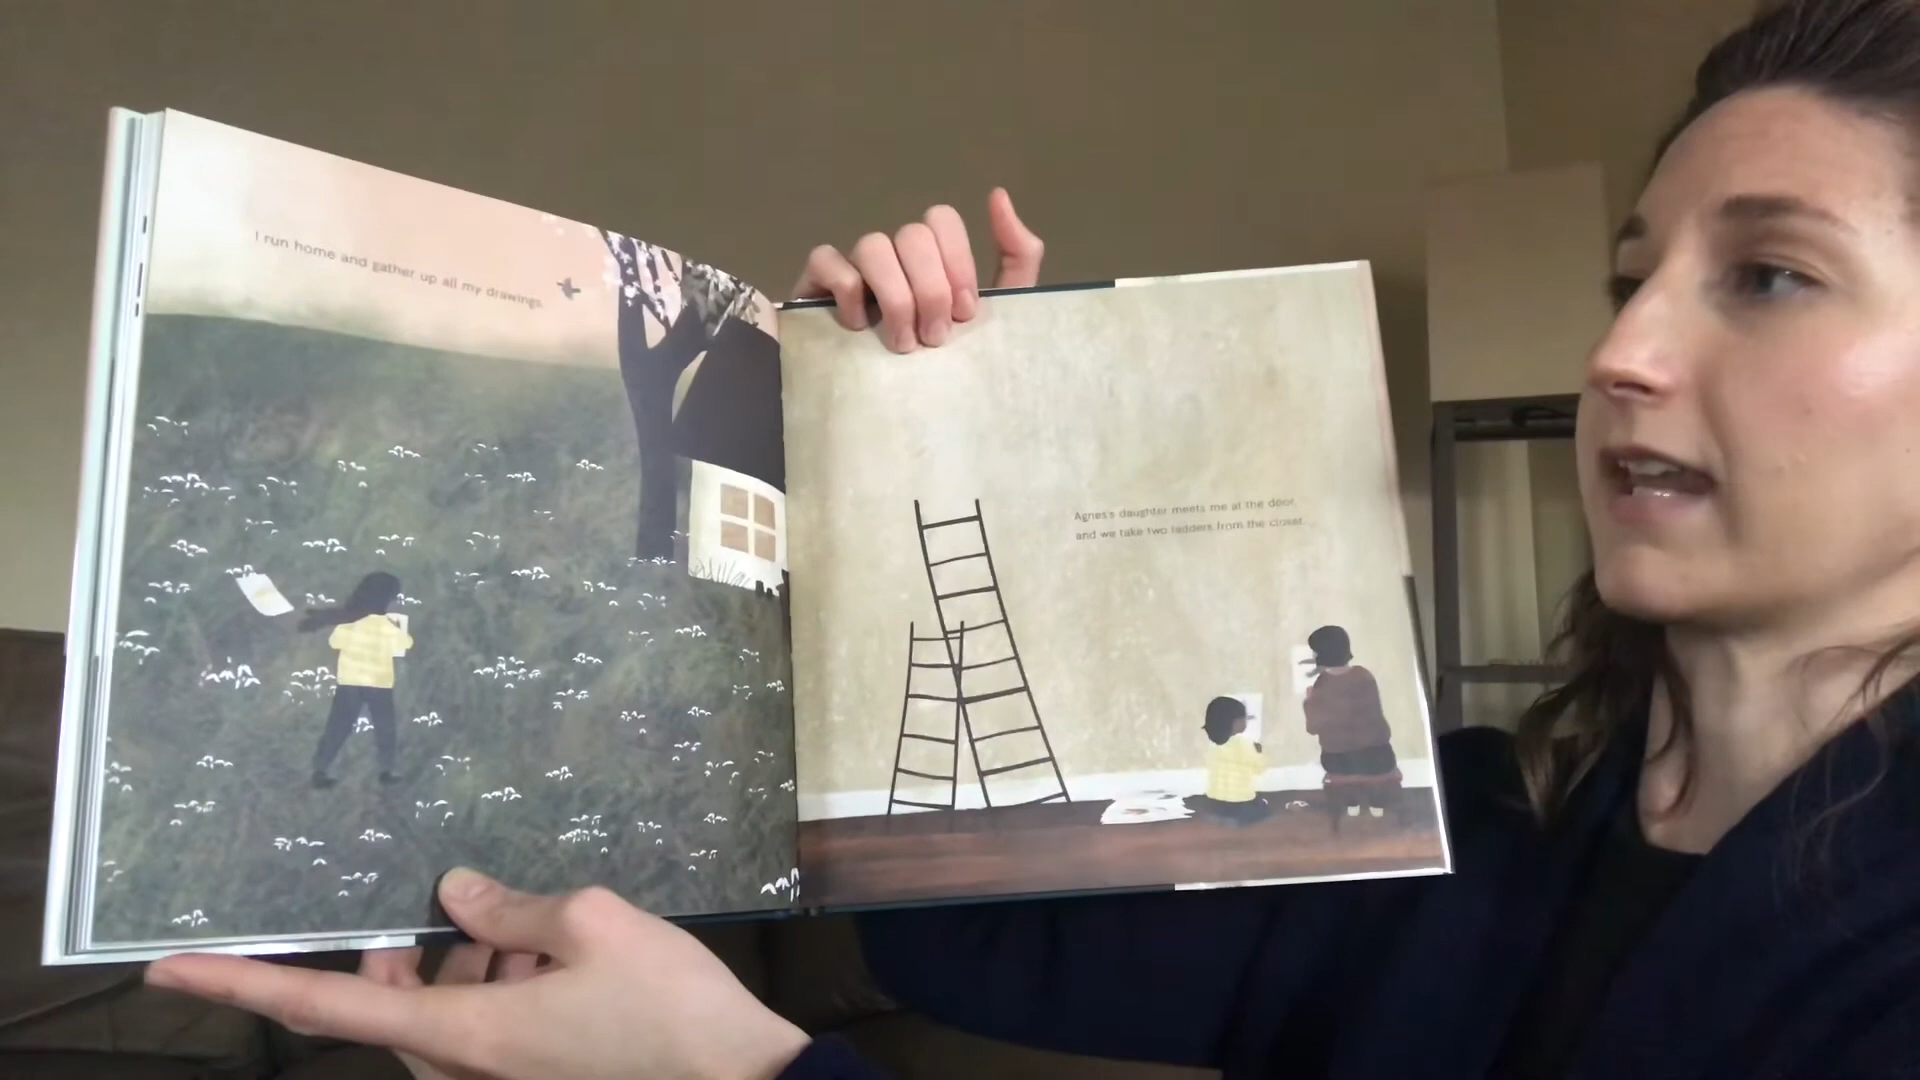 I run home and gather up all my drawings.
Agnes's daughter meets me at the door,
and we take two ladders from the closet.